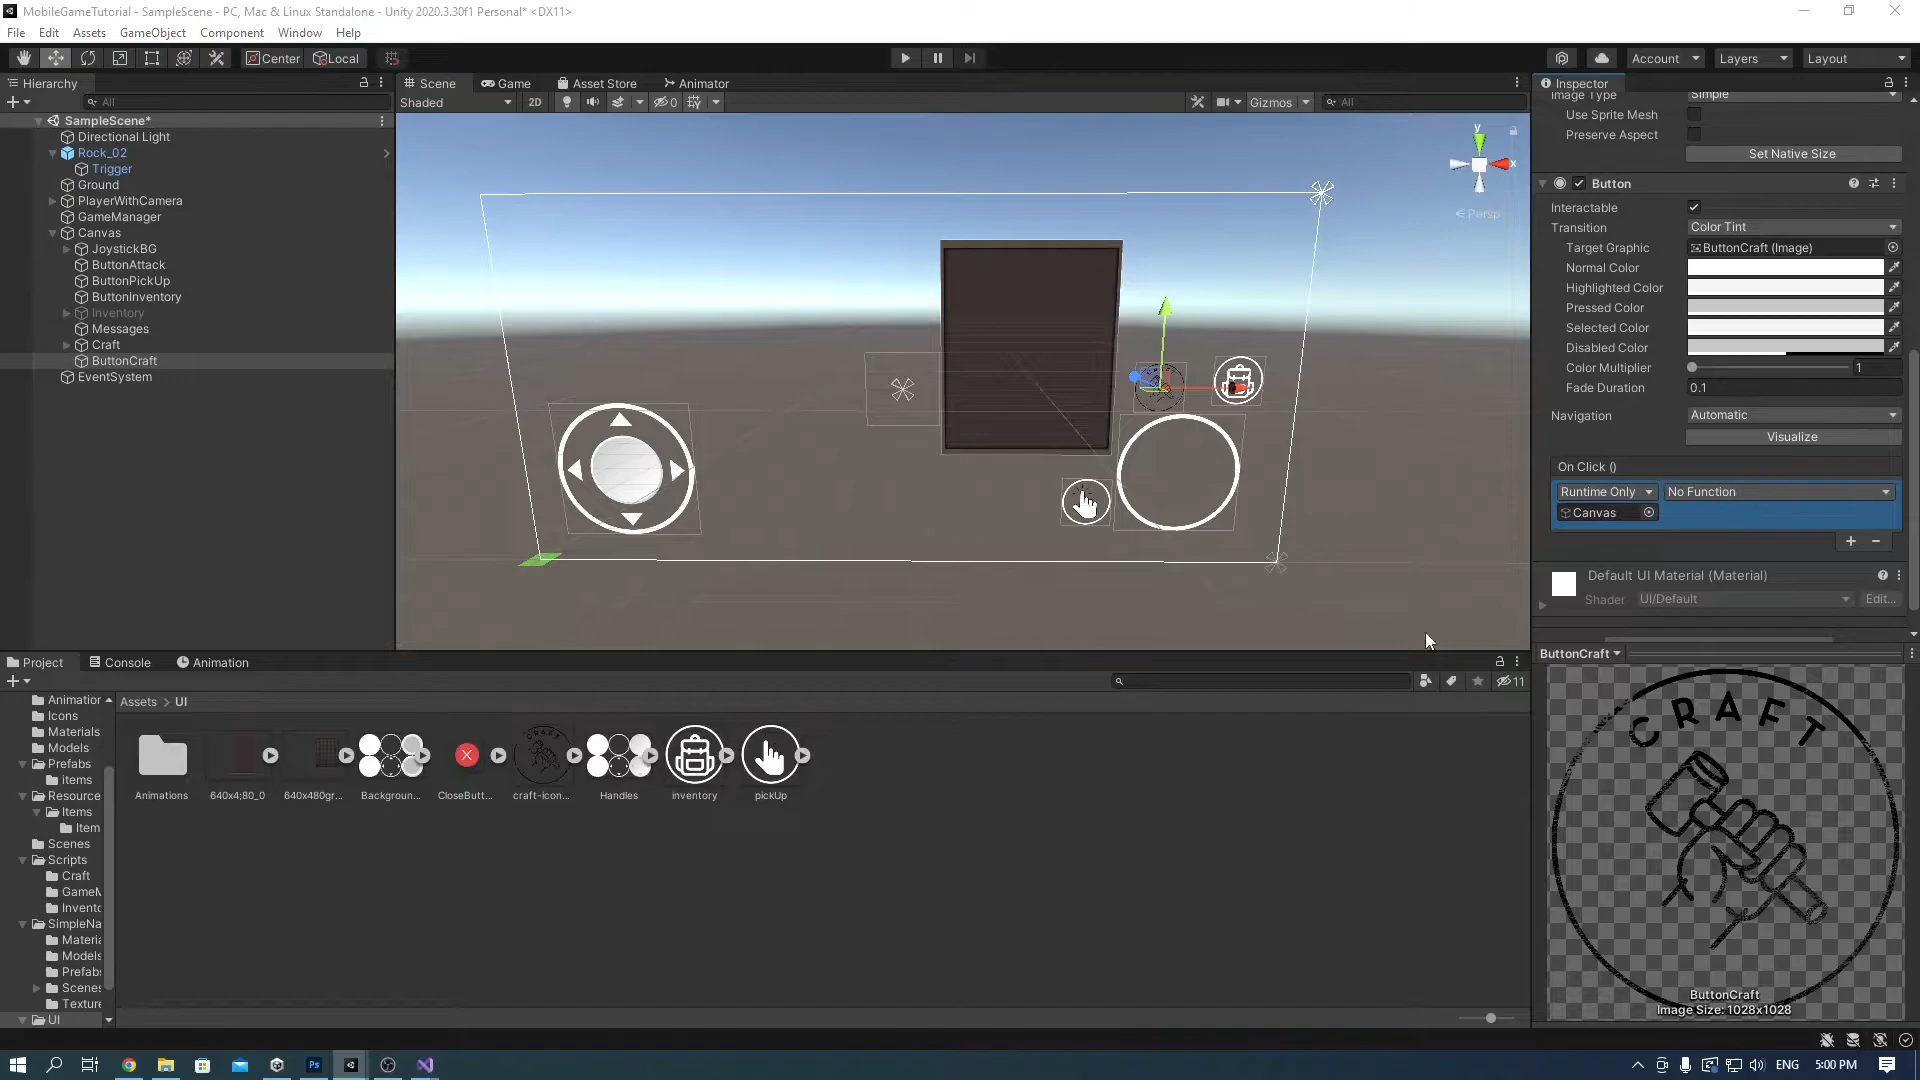 MobileGameTutorial - SampleScene - PC, Mac & Linux Standalone - Unity 2020.3.30f1 Personal* <DX11>
File Edit Assets GameObject Component Window Help
Center Local Account Layers Layout
Hierarchy
All
SampleScene*
Directional Light
Rock_02
Trigger
Ground
PlayerWithCamera
GameManager
Canvas
JoystickBG
ButtonAttack
ButtonPickUp
ButtonInventory
Inventory
Messages
Craft
ButtonCraft
EventSystem
Scene Game Asset Store Animator
Shaded 2D 0 Gizmos All
y
x
Persp
Inspector
Image Type Simple
Use Sprite Mesh
Preserve Aspect
Set Native Size
Button
Interactable
Transition Color Tint
Target Graphic ButtonCraft (Image)
Normal Color
Highlighted Color
Pressed Color
Selected Color
Disabled Color
Color Multiplier 1
Fade Duration 0.1
Navigation Automatic
Visualize
On Click ()
Runtime Only No Function
Canvas
Default UI Material (Material)
Shader UI/Default Edit...
ButtonCraft
CRAFT
ButtonCraft
Image Size: 1028x1028
Project Console Animation
11
Animation
Icons
Materials
Models
Prefabs
items
Resource
Items
Item
Scenes
Scripts
Craft
GameM
Invento
SimpleNa
Materia
Models
Prefabs
Scenes
Texture
UI
Assets > UI
Animations
640x4;80_0
640x480gr...
Backgroun...
CloseButt...
craft-icon...
Handles
inventory
pickUp
Ps
ENG
5:00 PM